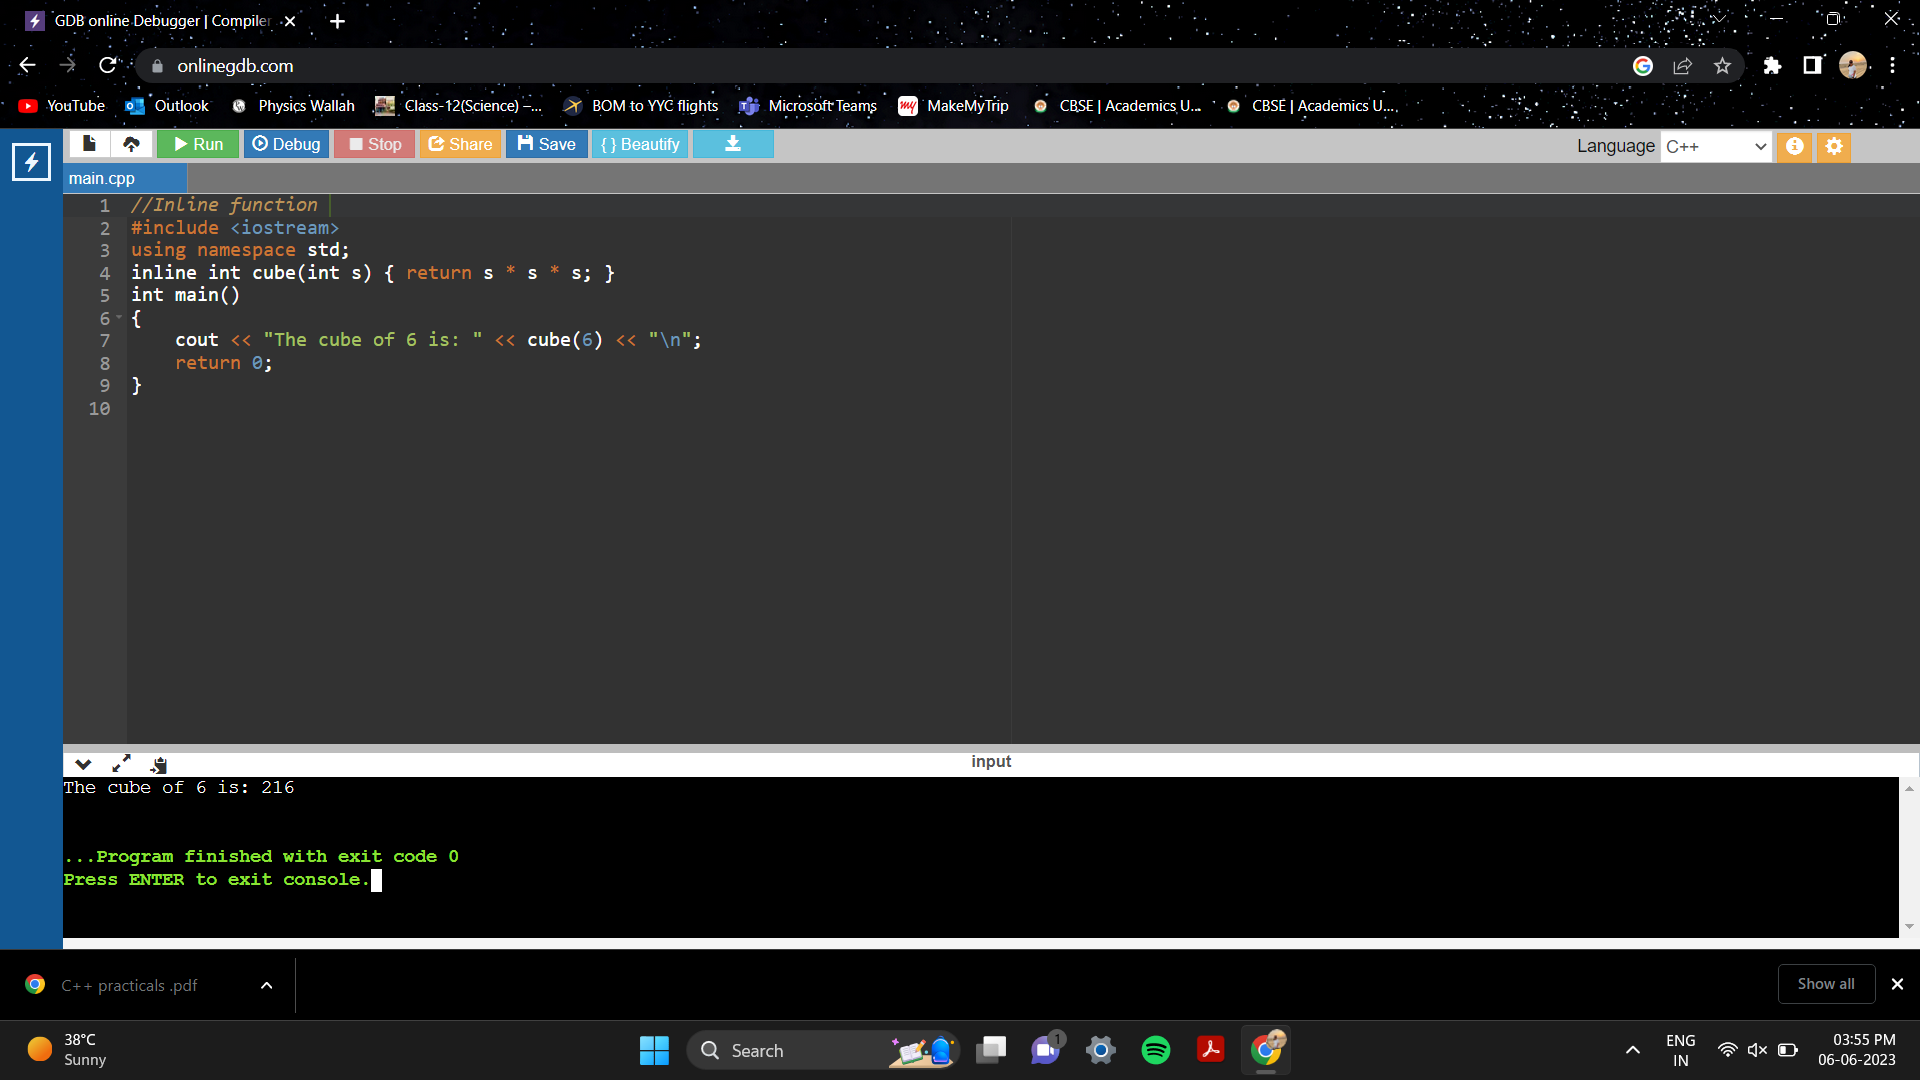 GDB online Debugger | Compiler
onlinegdb.com
YouTube Outlook Physics Wallah Class-12(Science) –... BOM to YYC flights Microsoft Teams MakeMyTrip CBSE | Academics U... CBSE | Academics U...
Run Debug Stop Share Save { } Beautify Language C++
main.cpp
1 //Inline function
2 #include <iostream>
3 using namespace std;
4 inline int cube(int s) { return s * s * s; }
5 int main()
6 {
7 cout << "The cube of 6 is: " << cube(6) << "\n";
8 return 0;
9 }
10
input
The cube of 6 is: 216
...Program finished with exit code 0
Press ENTER to exit console.
C++ practicals .pdf
Show all
38°C
Sunny
Search
1
ENG
IN
03:55 PM
06-06-2023